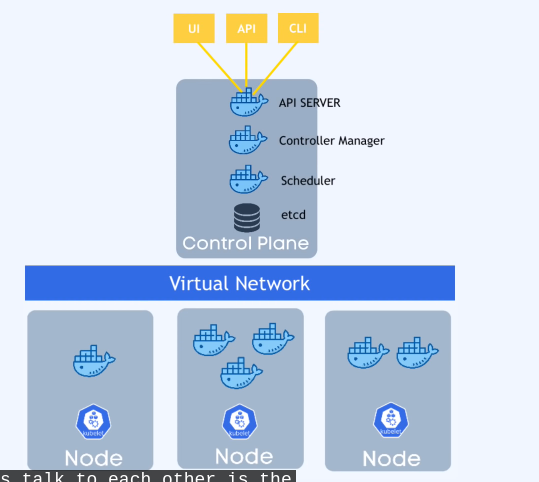 UI API CLI
API SERVER
Controller Manager
Scheduler
etcd
Control Plane
Virtual Network
kubelet kubelet kubelet
Node Node Node
s talk to each other is the